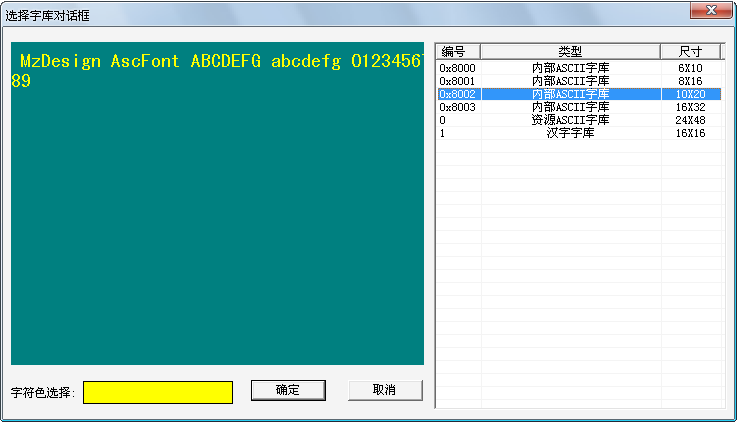 选择字库对话框
MzDesign AscFont ABCDEFG abcdefg 01234567
89
编号 类型 尺寸
0x8000 内部ASCII字库 6X10
0x8001 内部ASCII字库 8X16
0x8002 内部ASCII字库 10X20
0x8003 内部ASCII字库 16X32
0 资源ASCII字库 24X48
1 汉字字库 16X16
字符色选择:
确定
取消